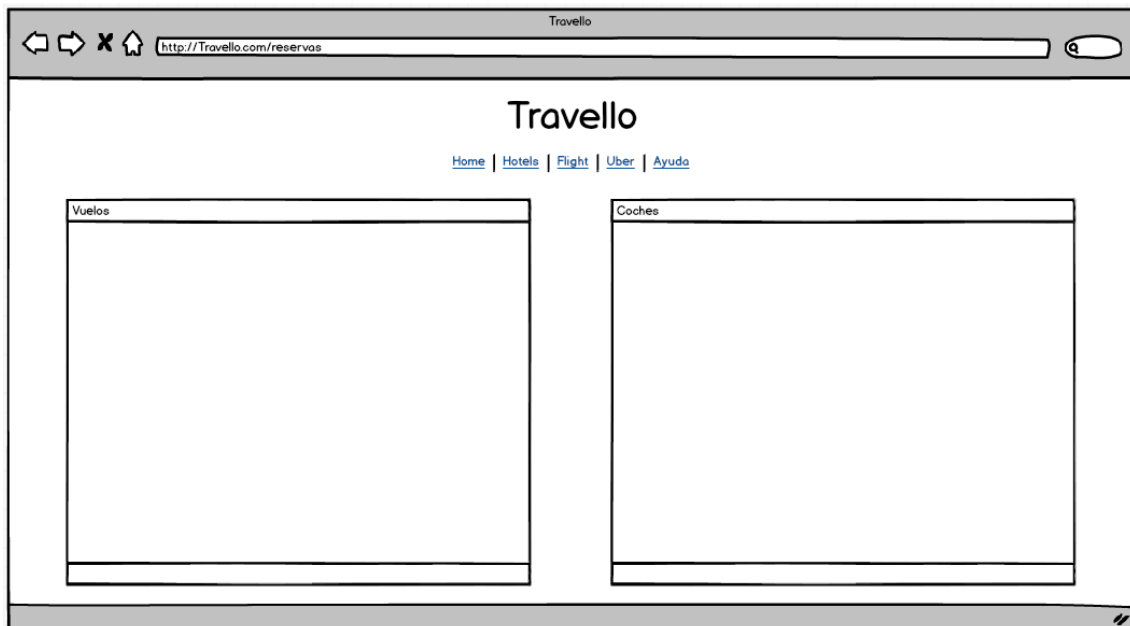 Travello
http://Travello.com/reservas
Travello
Home | Hotels | Flight | Uber | Ayuda
Vuelos
Coches